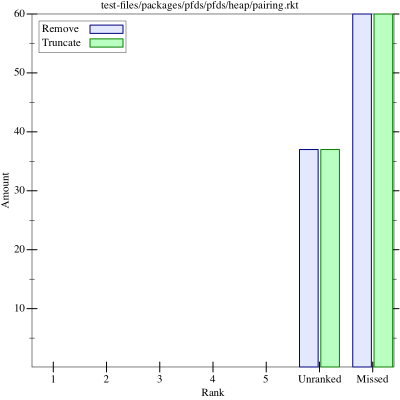 test-files/packages/pfds/pfds/heap/pairing.rkt
Remove
Truncate
60
50
40
30
20
10
Amount
1 2 3 4 5 Unranked Missed
Rank